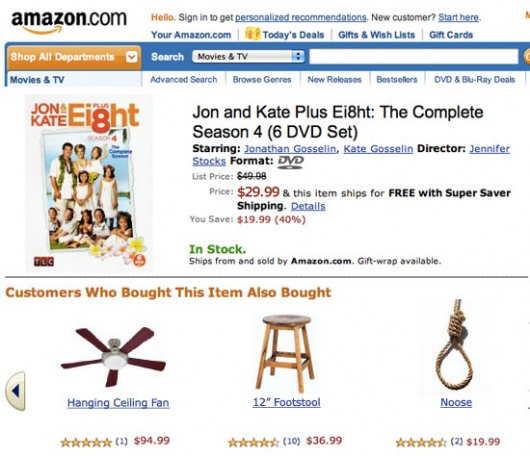 amazon.com
Hello. Sign in to get personalized recommendations. New customer? Start here.
Your Amazon.com Today's Deals Gifts & Wish Lists Gift Cards
Shop All Departments Search Movies & TV
Movies & TV Advanced Search Browse Genres New Releases Bestsellers DVD & Blu-Ray Deals
JON & KATE PLUS Ei8ht
SEASON 4
The Complete Season
TLC
Jon and Kate Plus Ei8ht: The Complete
Season 4 (6 DVD Set)
Starring: Jonathan Gosselin, Kate Gosselin Director: Jennifer
Stocks Format: DVD
List Price: $49.98
Price: $29.99 & this item ships for FREE with Super Saver
Shipping. Details
You Save: $19.99 (40%)
In Stock.
Ships from and sold by Amazon.com. Gift-wrap available.
Customers Who Bought This Item Also Bought
Hanging Ceiling Fan 12" Footstool Noose
(1) $94.99 (10) $36.99 (2) $19.99